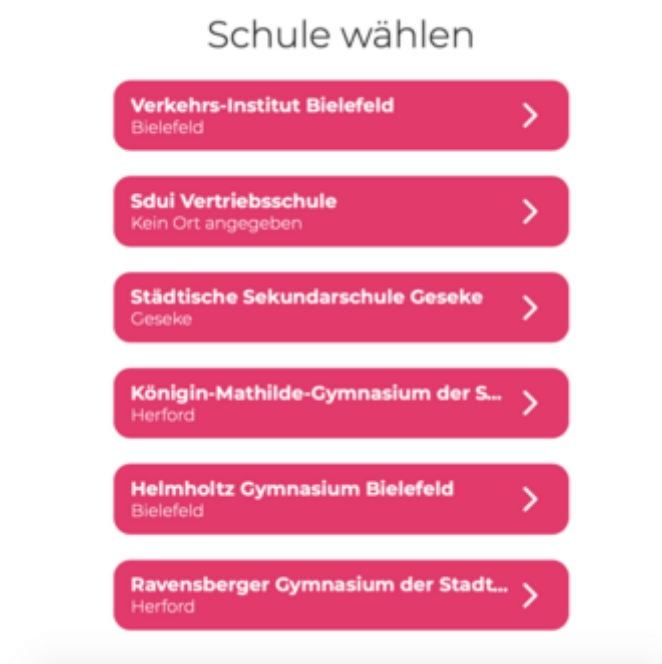 Schule wählen
Verkehrs-Institut Bielefeld
Bielefeld
Sdui Vertriebsschule
Kein Ort angegeben
Städtische Sekundarschule Geseke
Geseke
Königin-Mathilde-Gymnasium der S...
Herford
Helmholtz Gymnasium Bielefeld
Bielefeld
Ravensberger Gymnasium der Stadt...
Herford